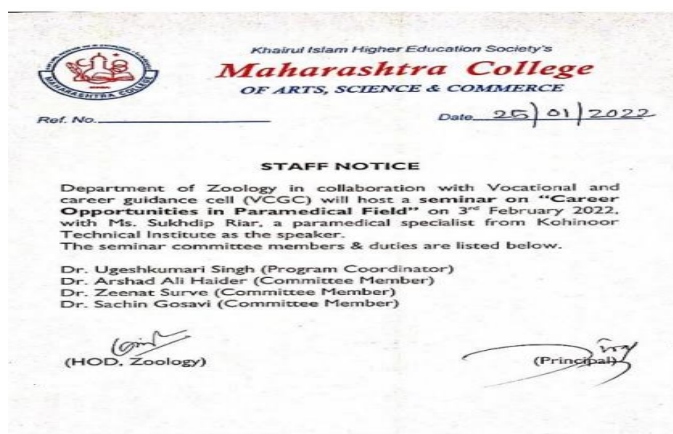 Khairul Islam Higher Education Society's
Maharashtra College
OF ARTS, SCIENCE & COMMERCE
MAHARASHTRA COLLEGE
Ref. No.
Date 25/01/2022
STAFF NOTICE
Department of Zoology in collaboration with Vocational and
career guidance cell (VCGC) will host a seminar on "Career
Opportunities in Paramedical Field" on 3rd February 2022,
with Ms. Sukhdip Riar, a paramedical specialist from Kohinoor
Technical Institute as the speaker.
The seminar committee members & duties are listed below.
Dr. Ugeshkumari Singh (Program Coordinator)
Dr. Arshad Ali Haider (Committee Member)
Dr. Zeenat Surve (Committee Member)
Dr. Sachin Gosavi (Committee Member)
(HOD, Zoology)
(Principal)